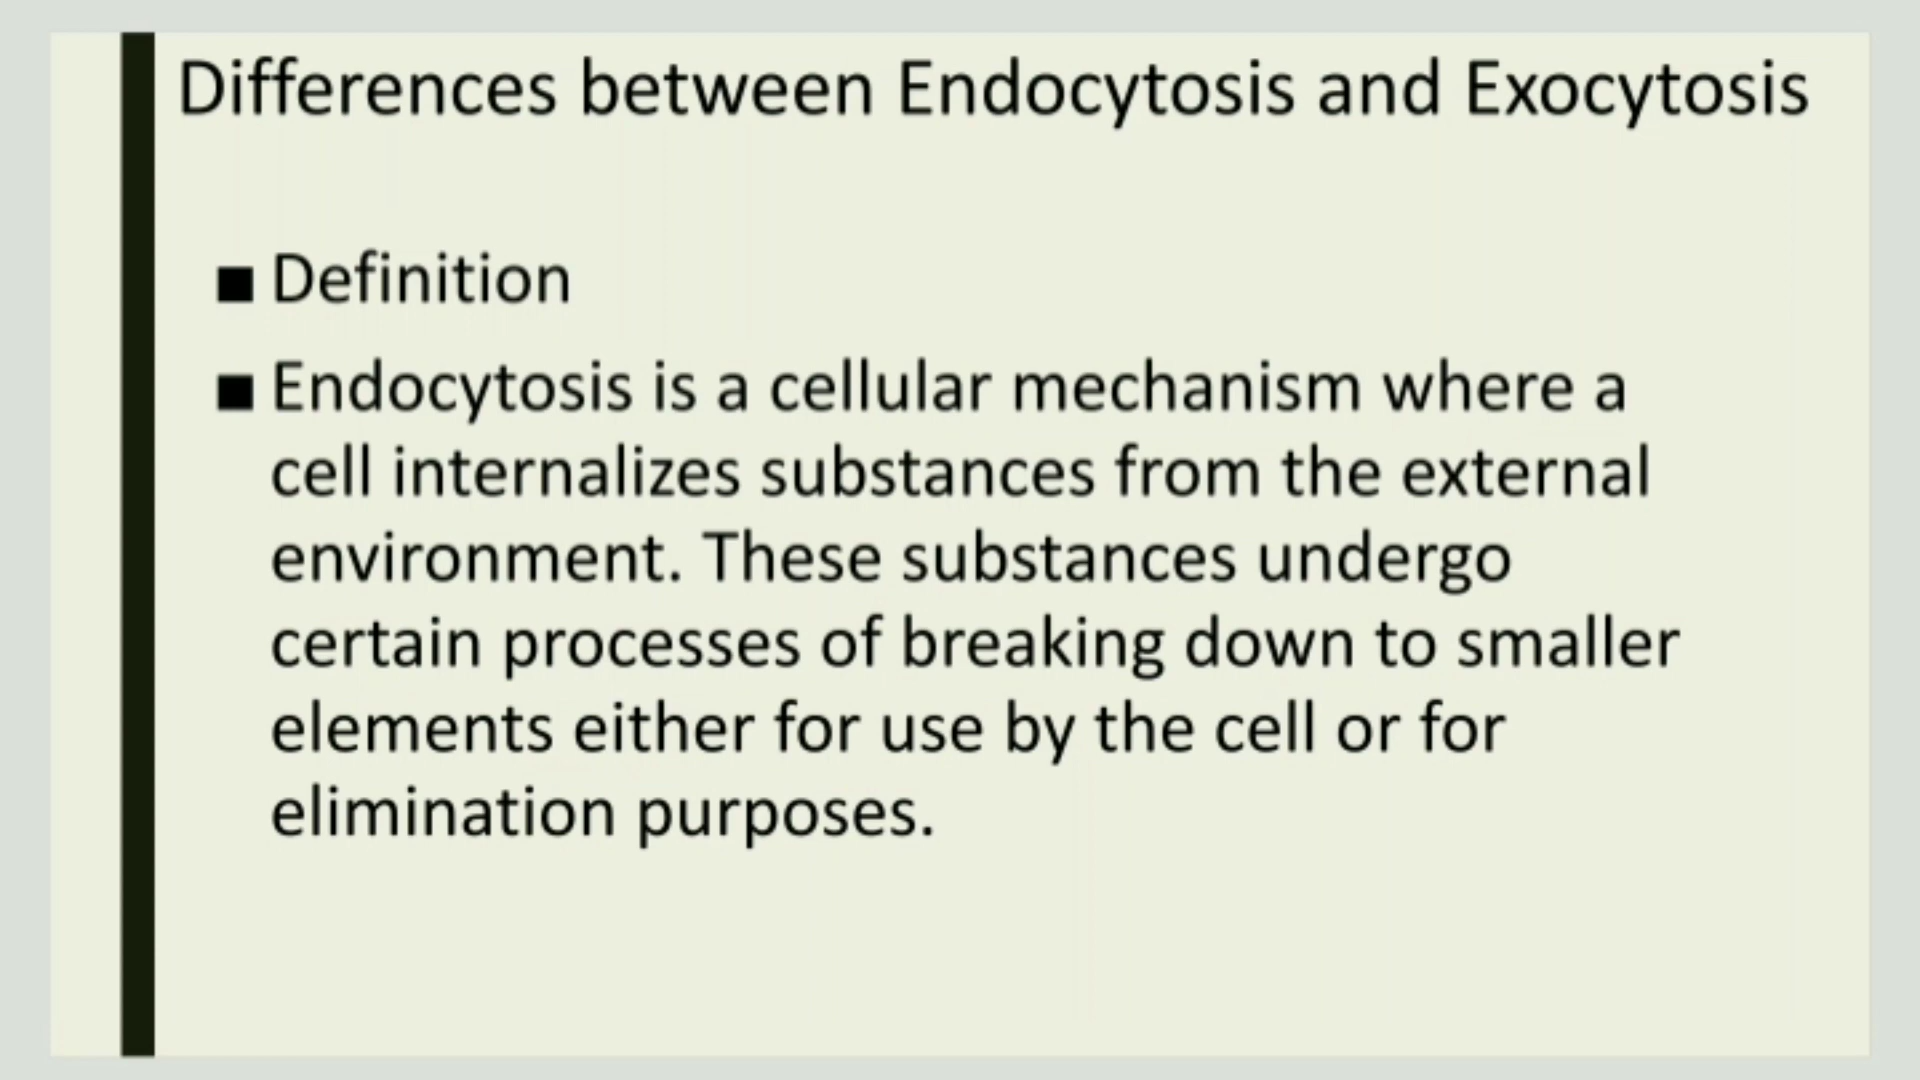 Differences between Endocytosis and Exocytosis
■ Definition
■ Endocytosis is a cellular mechanism where a
cell internalizes substances from the external
environment. These substances undergo
certain processes of breaking down to smaller
elements either for use by the cell or for
elimination purposes.